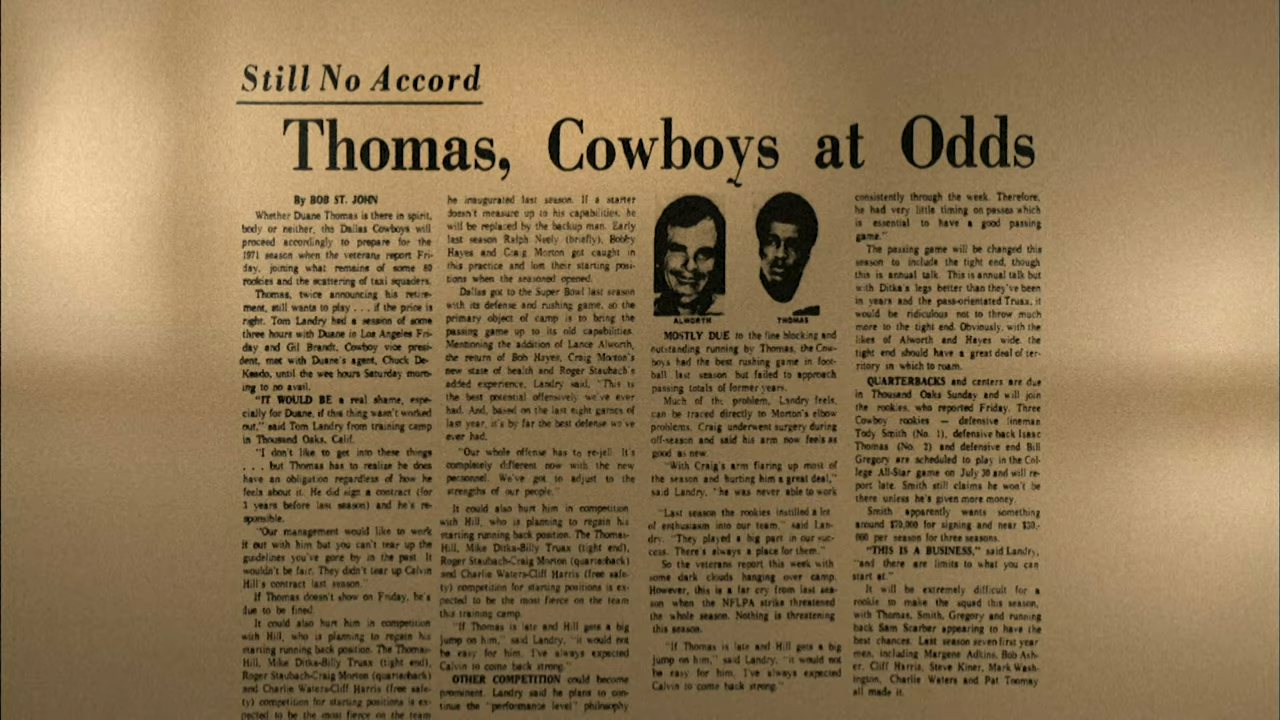 Still No Accord
Thomas, Cowboys at Odds
By BOB ST. JOHN
Whether Duane Thomas is there in spirit,
body or neither, the Dallas Cowboys will
proceed accordingly to prepare for the
1971 season when the veterans report Fri-
day, joining what remains of some 80
rookies and the scattering of taxi squaders.
Thomas, twice announcing his retire-
ment, still wants to play . . . if the price is
right. Tom Landry had a session of some
three hours with Duane in Los Angeles Fri-
day and Gil Brandt, Cowboy vice presi-
dent, met with Duane's agent, Chuck De-
Keado, until the wee hours Saturday morn-
ing to no avail.
"IT WOULD BE a real shame, espe-
cially for Duane, if this thing wasn't worked
out," said Tom Landry from training camp
in Thousand Oaks, Calif.
"I don't like to get into these things
. . . but Thomas has to realize he does
have an obligation regardless of how he
feels about it. He did sign a contract (for
3 years before last season) and he's re-
sponsible.
"Our management would like to work
it out with him but you can't tear up the
guidelines you've gone by in the past. It
wouldn't be fair. They didn't tear up Calvin
Hill's contract last season."
If Thomas doesn't show on Friday, he's
due to be fined.
It could also hurt him in competition
with Hill, who is planning to regain his
starting running back position. The Thomas-
Hill, Mike Ditka-Billy Truax (tight end),
Roger Staubach-Craig Morton (quarterback)
and Charlie Waters-Cliff Harris (free safe-
ty) competition for starting positions is ex-
pected to be the most fierce on the team
he inaugurated last season. If a starter
doesn't measure up to his capabilities, he
will be replaced by the backup man. Early
last season Ralph Neely (briefly), Bobby
Hayes and Craig Morton got caught in
this practice and lost their starting posi-
tions when the seasoned opened.
Dallas got to the Super Bowl last season
with its defense and rushing game, so the
primary object of camp is to bring the
passing game up to its old capabilities.
Mentioning the addition of Lance Alworth,
the return of Bob Hayes, Craig Morton's
new state of health and Roger Staubach's
added experience, Landry said, "This is
the best potential offensively we've ever
had. And, based on the last eight games of
last year, it's by far the best defense we've
ever had.
"Our whole offense has to re-jell. It's
completely different now with the new
personnel. We've got to adjust to the
strengths of our people."
It could also hurt him in competition
with Hill, who is planning to regain his
starting running back position. The Thomas-
Hill, Mike Ditka-Billy Truax (tight end),
Roger Staubach-Craig Morton (quarterback)
and Charlie Waters-Cliff Harris (free safe-
ty) competition for starting positions is ex-
pected to be the most fierce on the team
this training camp.
"If Thomas is late and Hill gets a big
jump on him," said Landry, "it would not
be easy for him. I've always expected
Calvin to come back strong."
OTHER COMPETITION could become
prominent. Landry said he plans to con-
tinue the "performance level" philosophy
ALWORTH
THOMAS
MOSTLY DUE to the fine blocking and
outstanding running by Thomas, the Cow-
boys had the best rushing game in foot-
ball last season but failed to approach
passing totals of former years.
Much of the problem, Landry feels,
can be traced directly to Morton's elbow
problems. Craig underwent surgery during
off-season and said his arm now feels as
good as new.
"With Craig's arm flaring up most of
the season and hurting him a great deal,"
said Landry, "he was never able to work
"Last season the rookies instilled a lot
of enthusiasm into our team," said Lan-
dry. "They played a big part in our suc-
cess. There's always a place for them."
So the veterans report this week with
some dark clouds hanging over camp.
However, this is a far cry from last sea-
son when the NFLPA strike threatened
the whole season. Nothing is threatening
this season.
"If Thomas is late and Hill gets a big
jump on him," said Landry, "it would not
be easy for him. I've always expected
Calvin to come back strong."
consistently through the week. Therefore,
he had very little timing on passes which
is essential to have a good passing
game."
The passing game will be changed this
season to include the tight end, though
this is annual talk. This is annual talk but
with Ditka's legs better than they've been
in years and the pass-orientated Truax, it
would be ridiculous not to throw much
more to the tight end. Obviously, with the
likes of Alworth and Hayes wide, the
tight end should have a great deal of ter-
ritory in which to roam.
QUARTERBACKS and centers are due
in Thousand Oaks Sunday and will join
the rookies, who reported Friday. Three
Cowboy rookies — defensive lineman
Tody Smith (No. 1), defensive back Isaac
Thomas (No. 2) and defensive end Bill
Gregory are scheduled to play in the Col-
lege All-Star game on July 30 and will re-
port late. Smith still claims he won't be
there unless he's given more money.
Smith apparently wants something
around $70,000 for signing and near $30,-
000 per season for three seasons.
"THIS IS A BUSINESS," said Landry,
"and there are limits to what you can
start at."
It will be extremely difficult for a
rookie to make the squad this season,
with Thomas, Smith, Gregory and running
back Sam Scarber appearing to have the
best chances. Last season seven first year
men, including Margene Adkins, Bob Ash-
er, Cliff Harris, Steve Kiner, Mark Wash-
ington, Charlie Waters and Pat Toomay
all made it.